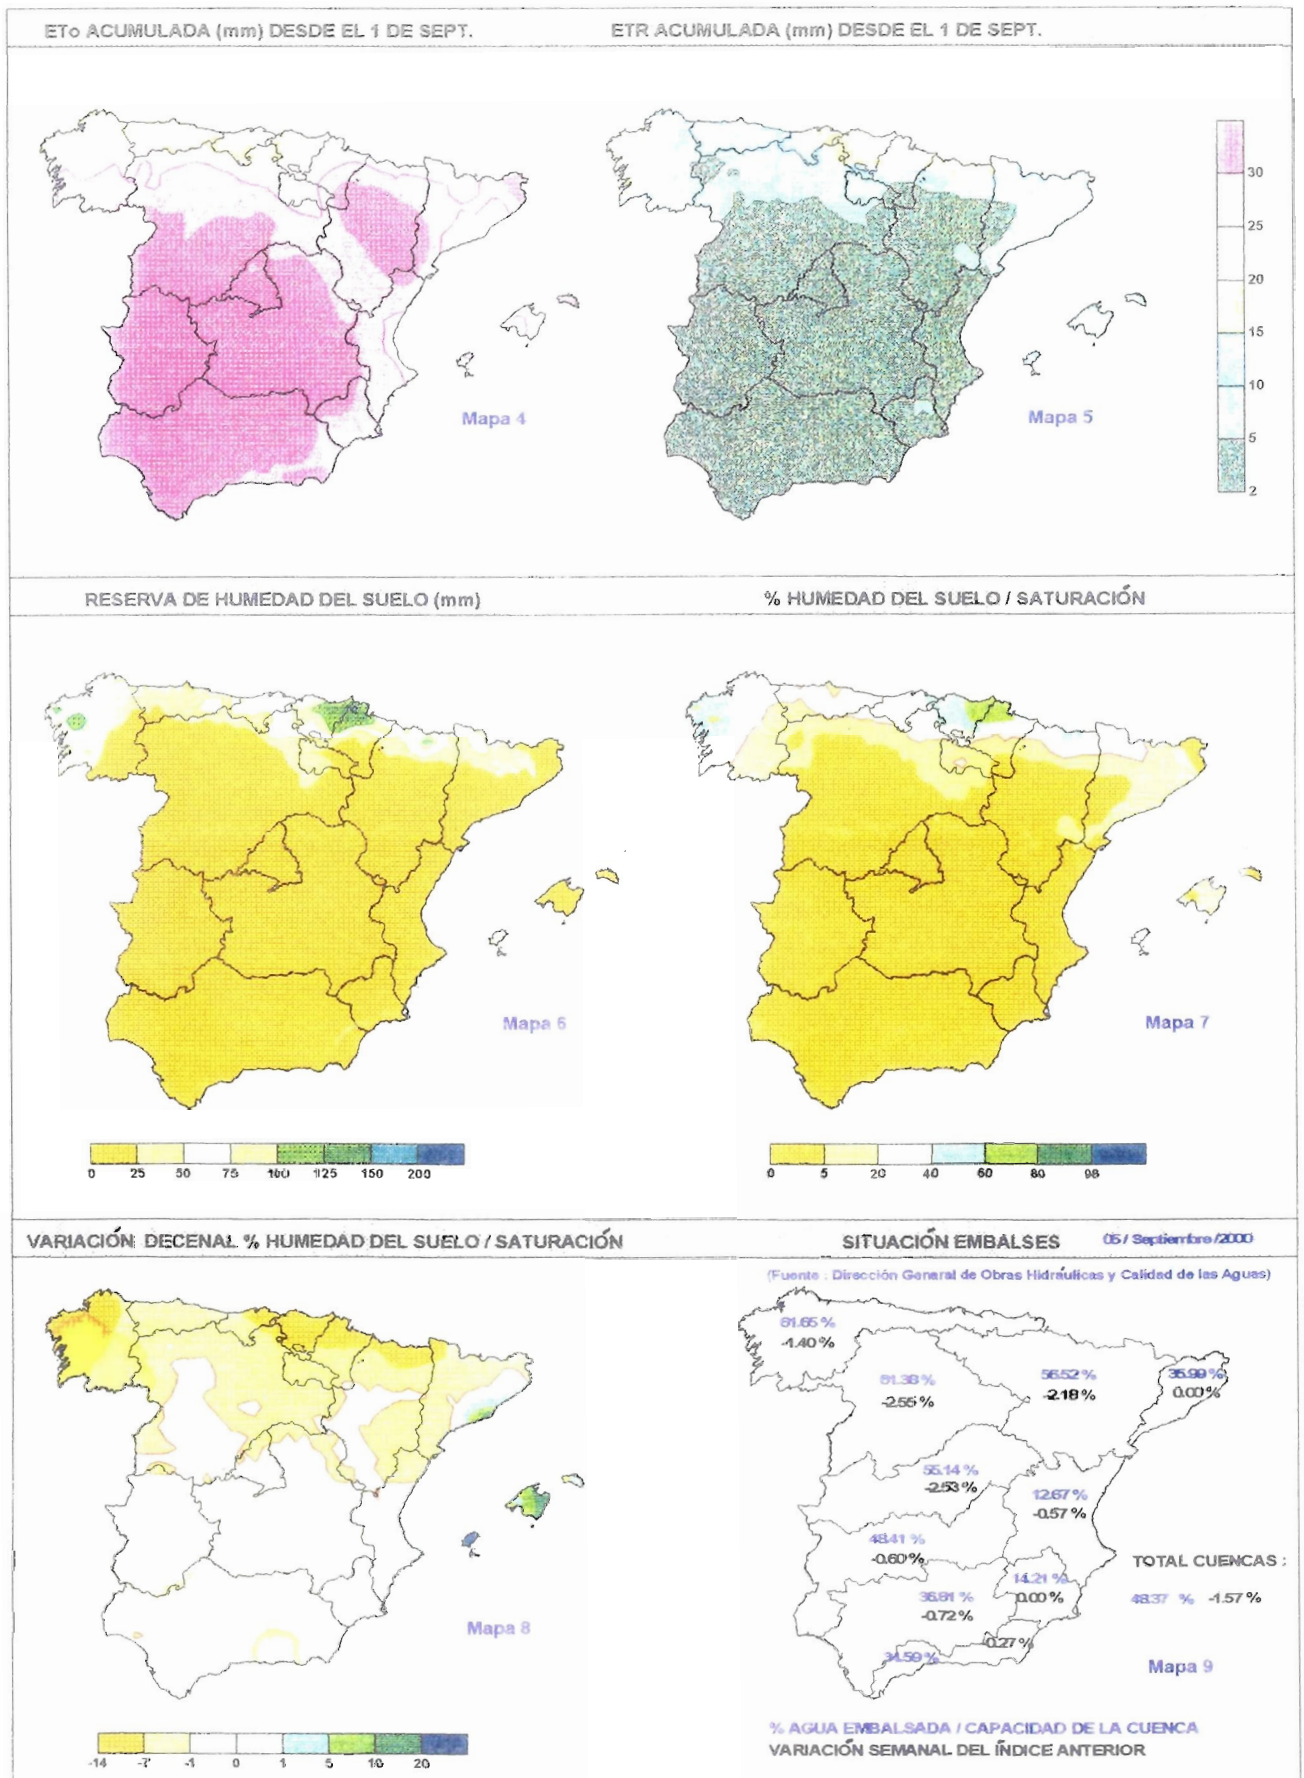 ETo ACUMULADA (mm) DESDE EL 1 DE SEPT.
ETR ACUMULADA (mm) DESDE EL 1 DE SEPT.
30
25
20
15
10
5
2
Mapa 4
Mapa 5
RESERVA DE HUMEDAD DEL SUELO (mm)
% HUMEDAD DEL SUELO / SATURACIÓN
Mapa 6
Mapa 7
0 25 50 75 100 125 150 200
0 5 20 40 60 80 98
VARIACIÓN DECENAL % HUMEDAD DEL SUELO / SATURACIÓN
SITUACIÓN EMBALSES 05 / Septiembre /2000
(Fuente : Dirección General de Obras Hidráulicas y Calidad de las Aguas)
61.65 %
-1.40 %
61.38 %
-2.55 %
56.52 %
-2.18 %
35.99 %
0.00 %
55.14 %
-2.53 %
12.67 %
-0.57 %
48.41 %
-0.60 %
TOTAL CUENCAS :
14.21 %
0.00 %
36.81 %
-0.72 %
48.37 % -1.57 %
Mapa 8
-0.27 %
34.59 %
Mapa 9
% AGUA EMBALSADA / CAPACIDAD DE LA CUENCA
VARIACIÓN SEMANAL DEL ÍNDICE ANTERIOR
-14 -7 -1 0 1 5 10 20